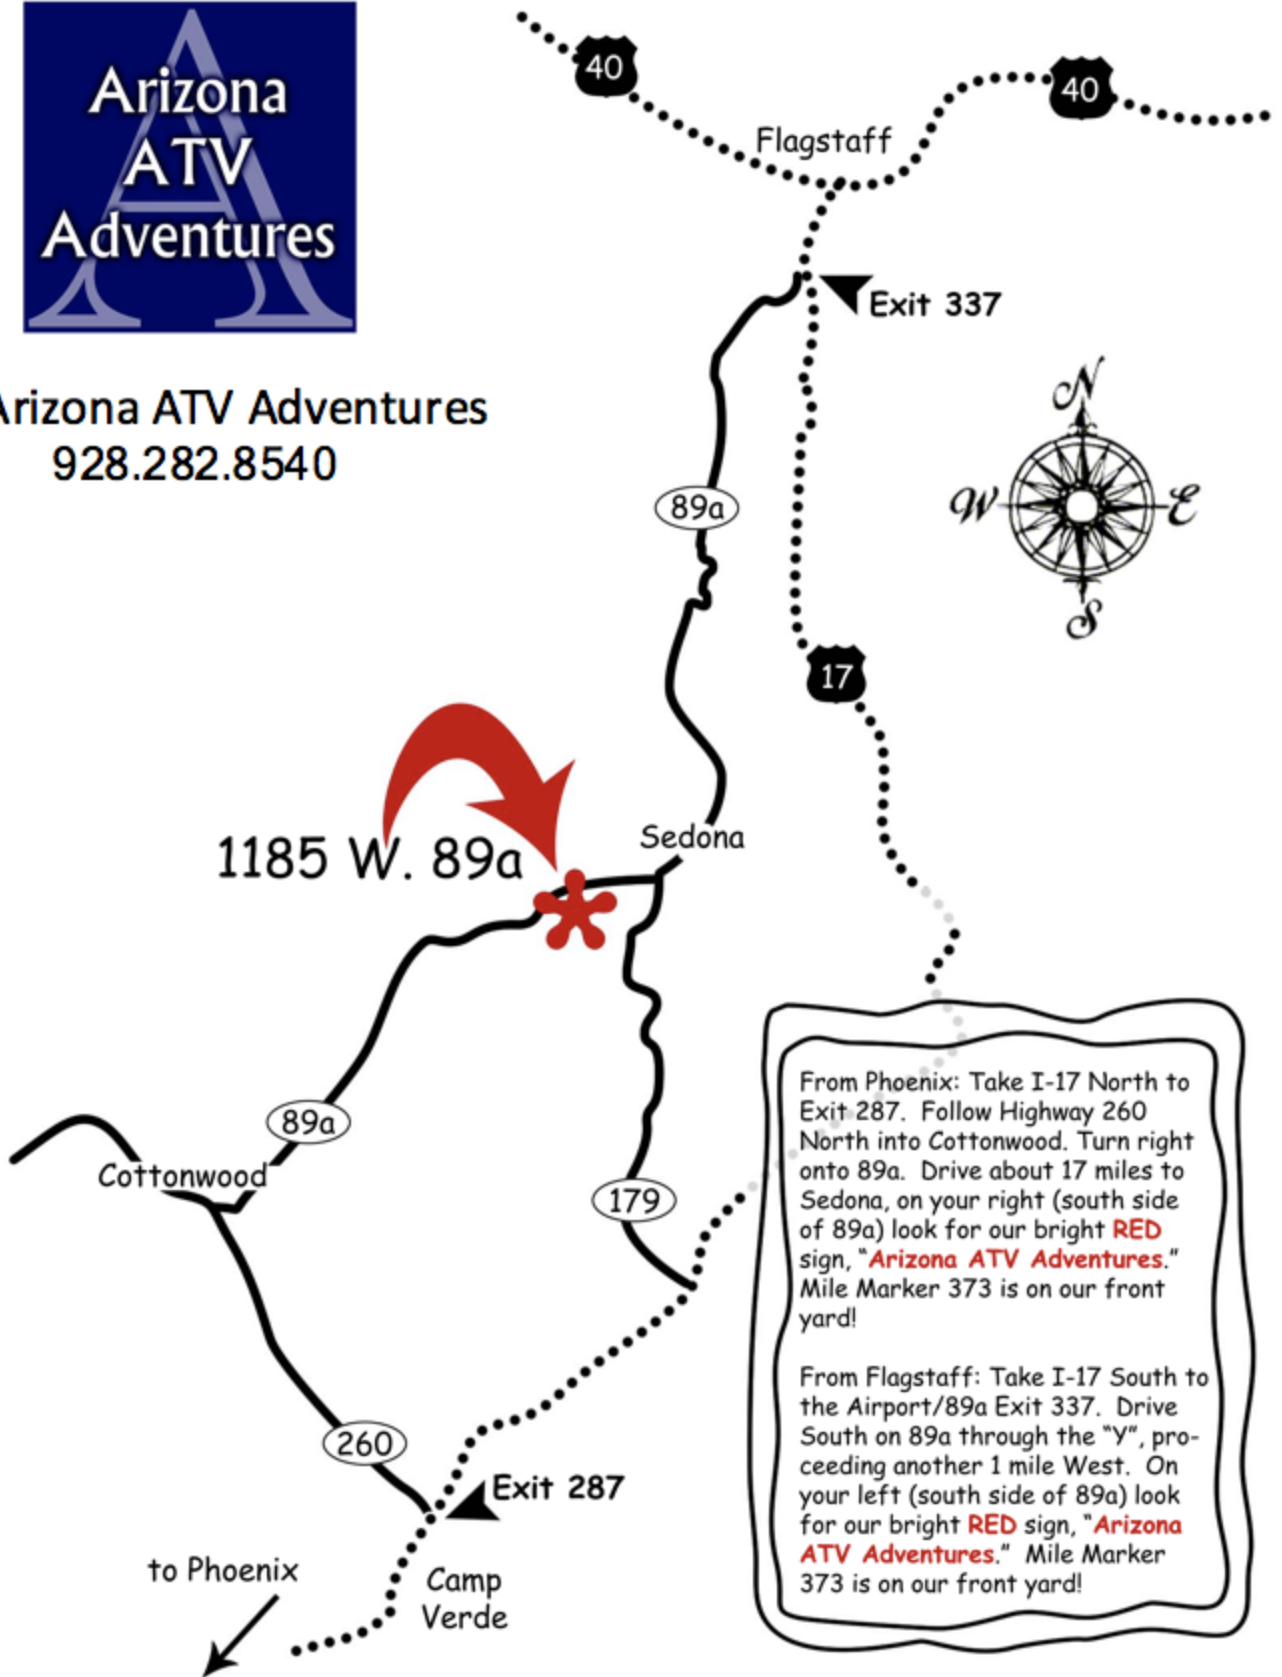 Arizona
ATV
Adventures
Arizona ATV Adventures
928.282.8540
40
40
Flagstaff
Exit 337
N
W
E
S
89a
17
Sedona
1185 W. 89a
89a
Cottonwood
179
260
Exit 287
to Phoenix
Camp
Verde
From Phoenix: Take I-17 North to
Exit 287. Follow Highway 260
North into Cottonwood. Turn right
onto 89a. Drive about 17 miles to
Sedona, on your right (south side
of 89a) look for our bright RED
sign, “Arizona ATV Adventures.”
Mile Marker 373 is on our front
yard!
From Flagstaff: Take I-17 South to
the Airport/89a Exit 337. Drive
South on 89a through the “Y”, pro-
ceeding another 1 mile West. On
your left (south side of 89a) look
for our bright RED sign, “Arizona
ATV Adventures.” Mile Marker
373 is on our front yard!